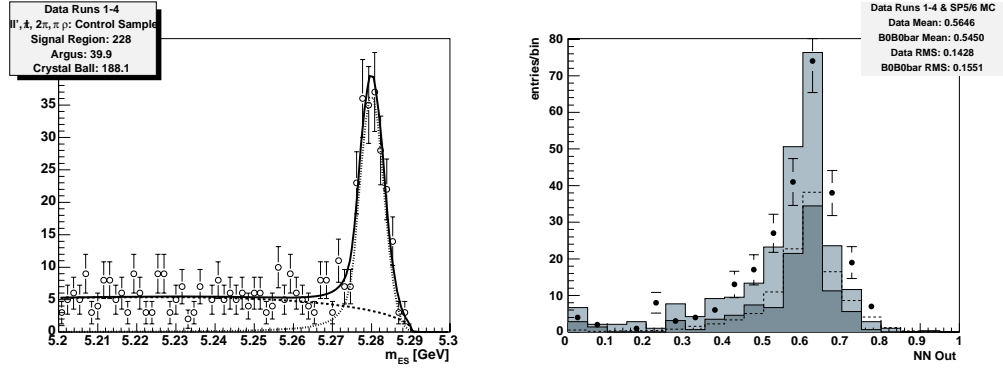 Data Runs 1-4
2π, π ρ: Control Sample
Signal Region: 228
Argus: 39.9
Crystal Ball: 188.1
35
30
25
20
15
10
5
0
5.2 5.21 5.22 5.23 5.24 5.25 5.26 5.27 5.28 5.29 5.3
mES [GeV]
Data Runs 1-4 & SP5/6 MC
Data Mean: 0.5646
B0B0bar Mean: 0.5450
Data RMS: 0.1428
B0B0bar RMS: 0.1551
entries/bin
80
70
60
50
40
30
20
10
0
0 0.1 0.2 0.3 0.4 0.5 0.6 0.7 0.8 0.9 1
NN Out